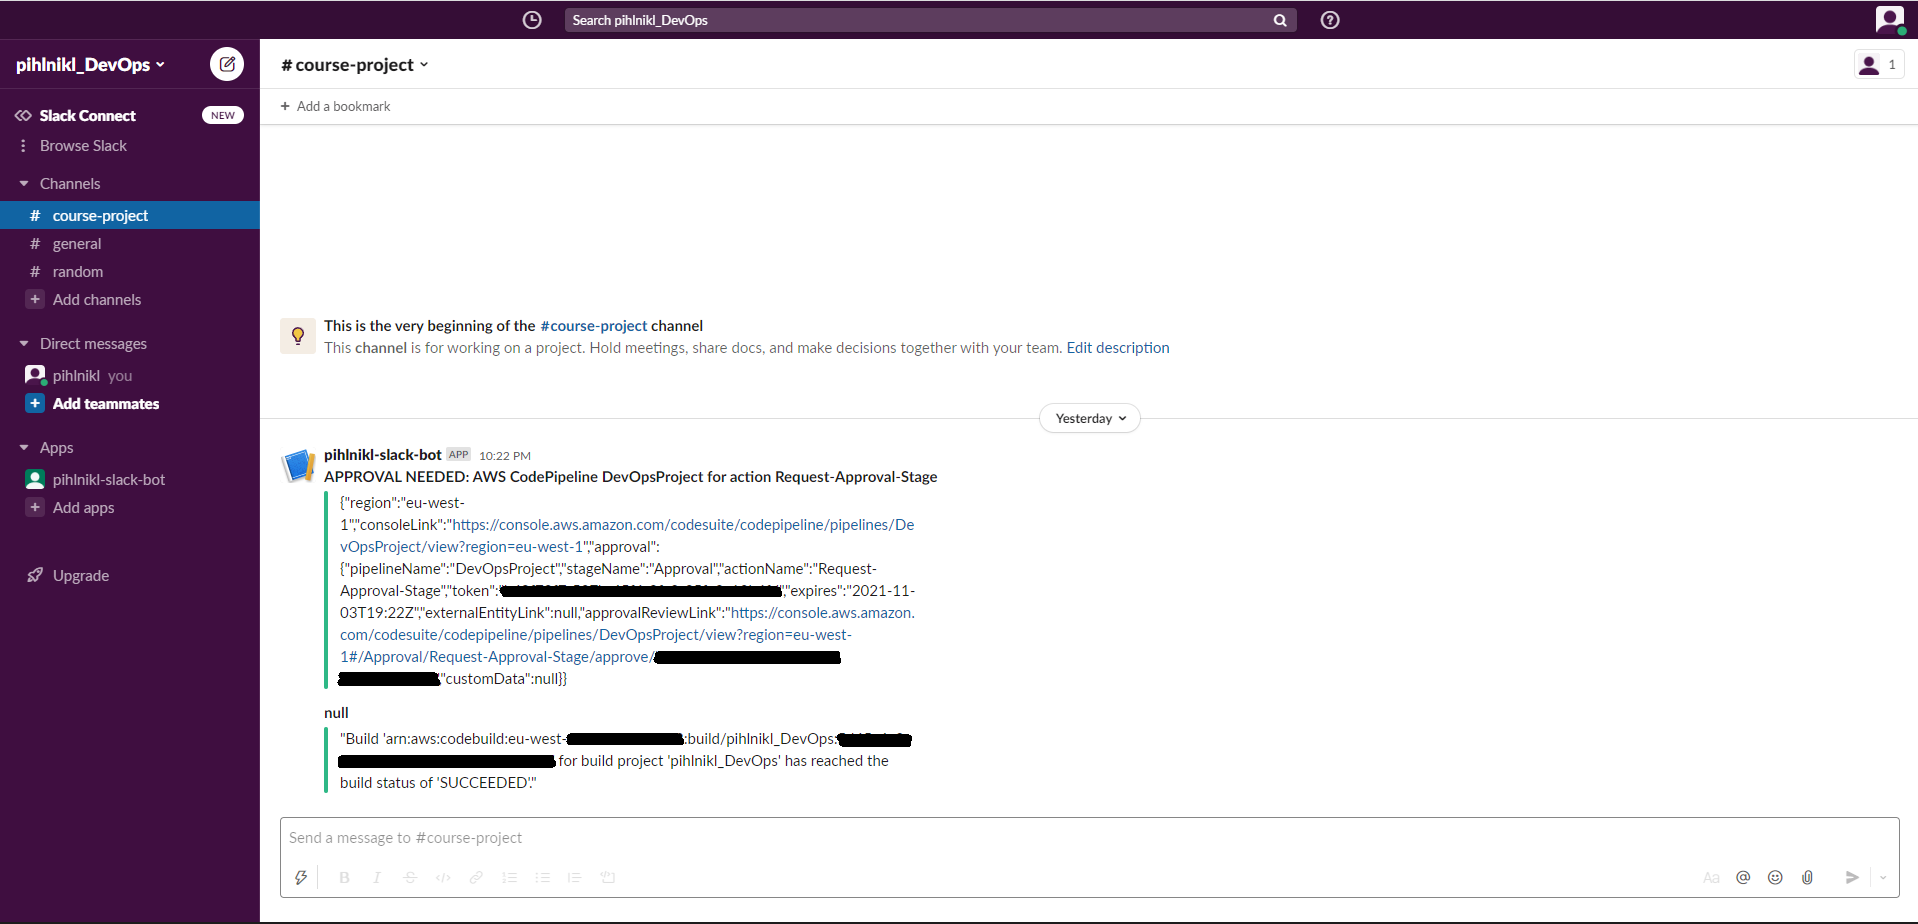 Search pihlnikl_DevOps
pihlnikl_DevOps
# course-project
1
+ Add a bookmark
Slack Connect NEW
Browse Slack
Channels
# course-project
# general
# random
+ Add channels
Direct messages
pihlnikl you
+ Add teammates
Apps
pihlnikl-slack-bot
+ Add apps
Upgrade
This is the very beginning of the #course-project channel
This channel is for working on a project. Hold meetings, share docs, and make decisions together with your team. Edit description
Yesterday
pihlnikl-slack-bot APP 10:22 PM
APPROVAL NEEDED: AWS CodePipeline DevOpsProject for action Request-Approval-Stage
{"region":"eu-west-
1","consoleLink":"https://console.aws.amazon.com/codesuite/codepipeline/pipelines/De
vOpsProject/view?region=eu-west-1","approval":
{"pipelineName":"DevOpsProject","stageName":"Approval","actionName":"Request-
Approval-Stage","token":" ","expires":"2021-11-
03T19:22Z","externalEntityLink":null,"approvalReviewLink":"https://console.aws.amazon.
com/codesuite/codepipeline/pipelines/DevOpsProject/view?region=eu-west-
1#/Approval/Request-Approval-Stage/approve/
"customData":null}}
null
"Build 'arn:aws:codebuild:eu-west- :build/pihlnikl_DevOps:
for build project 'pihlnikl_DevOps' has reached the
build status of 'SUCCEEDED'."
Send a message to #course-project
B I S </> Aa @